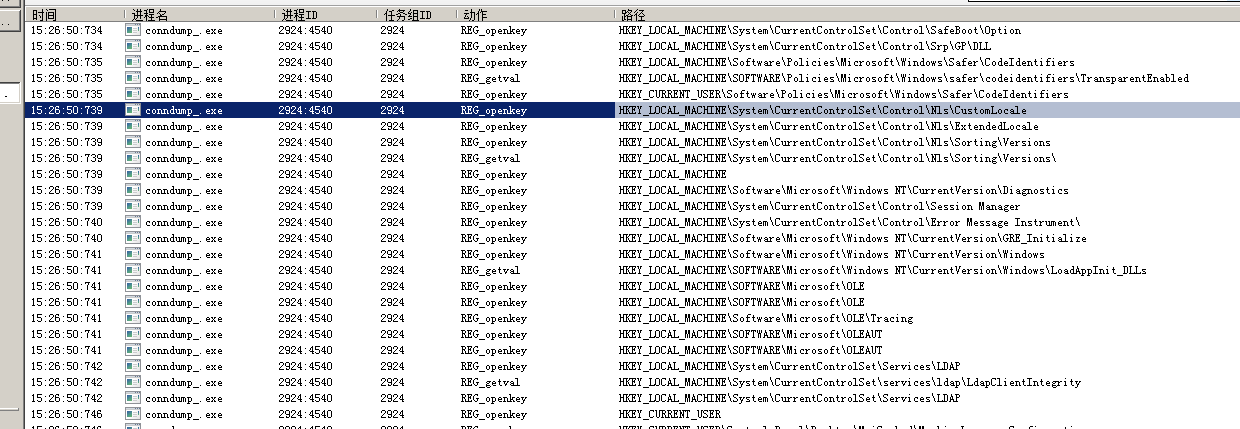 时间 进程名 进程ID 任务组ID 动作 路径
15:26:50:734 conndump_.exe 2924:4540 2924 REG_openkey HKEY_LOCAL_MACHINE\System\CurrentControlSet\Control\SafeBoot\Option
15:26:50:734 conndump_.exe 2924:4540 2924 REG_openkey HKEY_LOCAL_MACHINE\System\CurrentControlSet\Control\Srp\GP\DLL
15:26:50:735 conndump_.exe 2924:4540 2924 REG_openkey HKEY_LOCAL_MACHINE\Software\Policies\Microsoft\Windows\Safer\CodeIdentifiers
15:26:50:735 conndump_.exe 2924:4540 2924 REG_getval HKEY_LOCAL_MACHINE\SOFTWARE\Policies\Microsoft\Windows\safer\codeidentifiers\TransparentEnabled
15:26:50:735 conndump_.exe 2924:4540 2924 REG_openkey HKEY_CURRENT_USER\Software\Policies\Microsoft\Windows\Safer\CodeIdentifiers
15:26:50:739 conndump_.exe 2924:4540 2924 REG_openkey HKEY_LOCAL_MACHINE\System\CurrentControlSet\Control\Nls\CustomLocale
15:26:50:739 conndump_.exe 2924:4540 2924 REG_openkey HKEY_LOCAL_MACHINE\System\CurrentControlSet\Control\Nls\ExtendedLocale
15:26:50:739 conndump_.exe 2924:4540 2924 REG_openkey HKEY_LOCAL_MACHINE\System\CurrentControlSet\Control\Nls\Sorting\Versions
15:26:50:739 conndump_.exe 2924:4540 2924 REG_getval HKEY_LOCAL_MACHINE\System\CurrentControlSet\Control\Nls\Sorting\Versions\
15:26:50:739 conndump_.exe 2924:4540 2924 REG_openkey HKEY_LOCAL_MACHINE
15:26:50:739 conndump_.exe 2924:4540 2924 REG_openkey HKEY_LOCAL_MACHINE\Software\Microsoft\Windows NT\CurrentVersion\Diagnostics
15:26:50:739 conndump_.exe 2924:4540 2924 REG_openkey HKEY_LOCAL_MACHINE\System\CurrentControlSet\Control\Session Manager
15:26:50:740 conndump_.exe 2924:4540 2924 REG_openkey HKEY_LOCAL_MACHINE\System\CurrentControlSet\Control\Error Message Instrument\
15:26:50:740 conndump_.exe 2924:4540 2924 REG_openkey HKEY_LOCAL_MACHINE\Software\Microsoft\Windows NT\CurrentVersion\GRE_Initialize
15:26:50:741 conndump_.exe 2924:4540 2924 REG_openkey HKEY_LOCAL_MACHINE\Software\Microsoft\Windows NT\CurrentVersion\Windows
15:26:50:741 conndump_.exe 2924:4540 2924 REG_getval HKEY_LOCAL_MACHINE\SOFTWARE\Microsoft\Windows NT\CurrentVersion\Windows\LoadAppInit_DLLs
15:26:50:741 conndump_.exe 2924:4540 2924 REG_openkey HKEY_LOCAL_MACHINE\SOFTWARE\Microsoft\OLE
15:26:50:741 conndump_.exe 2924:4540 2924 REG_openkey HKEY_LOCAL_MACHINE\SOFTWARE\Microsoft\OLE
15:26:50:741 conndump_.exe 2924:4540 2924 REG_openkey HKEY_LOCAL_MACHINE\Software\Microsoft\OLE\Tracing
15:26:50:741 conndump_.exe 2924:4540 2924 REG_openkey HKEY_LOCAL_MACHINE\SOFTWARE\Microsoft\OLEAUT
15:26:50:741 conndump_.exe 2924:4540 2924 REG_openkey HKEY_LOCAL_MACHINE\SOFTWARE\Microsoft\OLEAUT
15:26:50:742 conndump_.exe 2924:4540 2924 REG_openkey HKEY_LOCAL_MACHINE\System\CurrentControlSet\Services\LDAP
15:26:50:742 conndump_.exe 2924:4540 2924 REG_getval HKEY_LOCAL_MACHINE\System\CurrentControlSet\services\ldap\LdapClientIntegrity
15:26:50:742 conndump_.exe 2924:4540 2924 REG_openkey HKEY_LOCAL_MACHINE\System\CurrentControlSet\Services\LDAP
15:26:50:746 conndump_.exe 2924:4540 2924 REG_openkey HKEY_CURRENT_USER